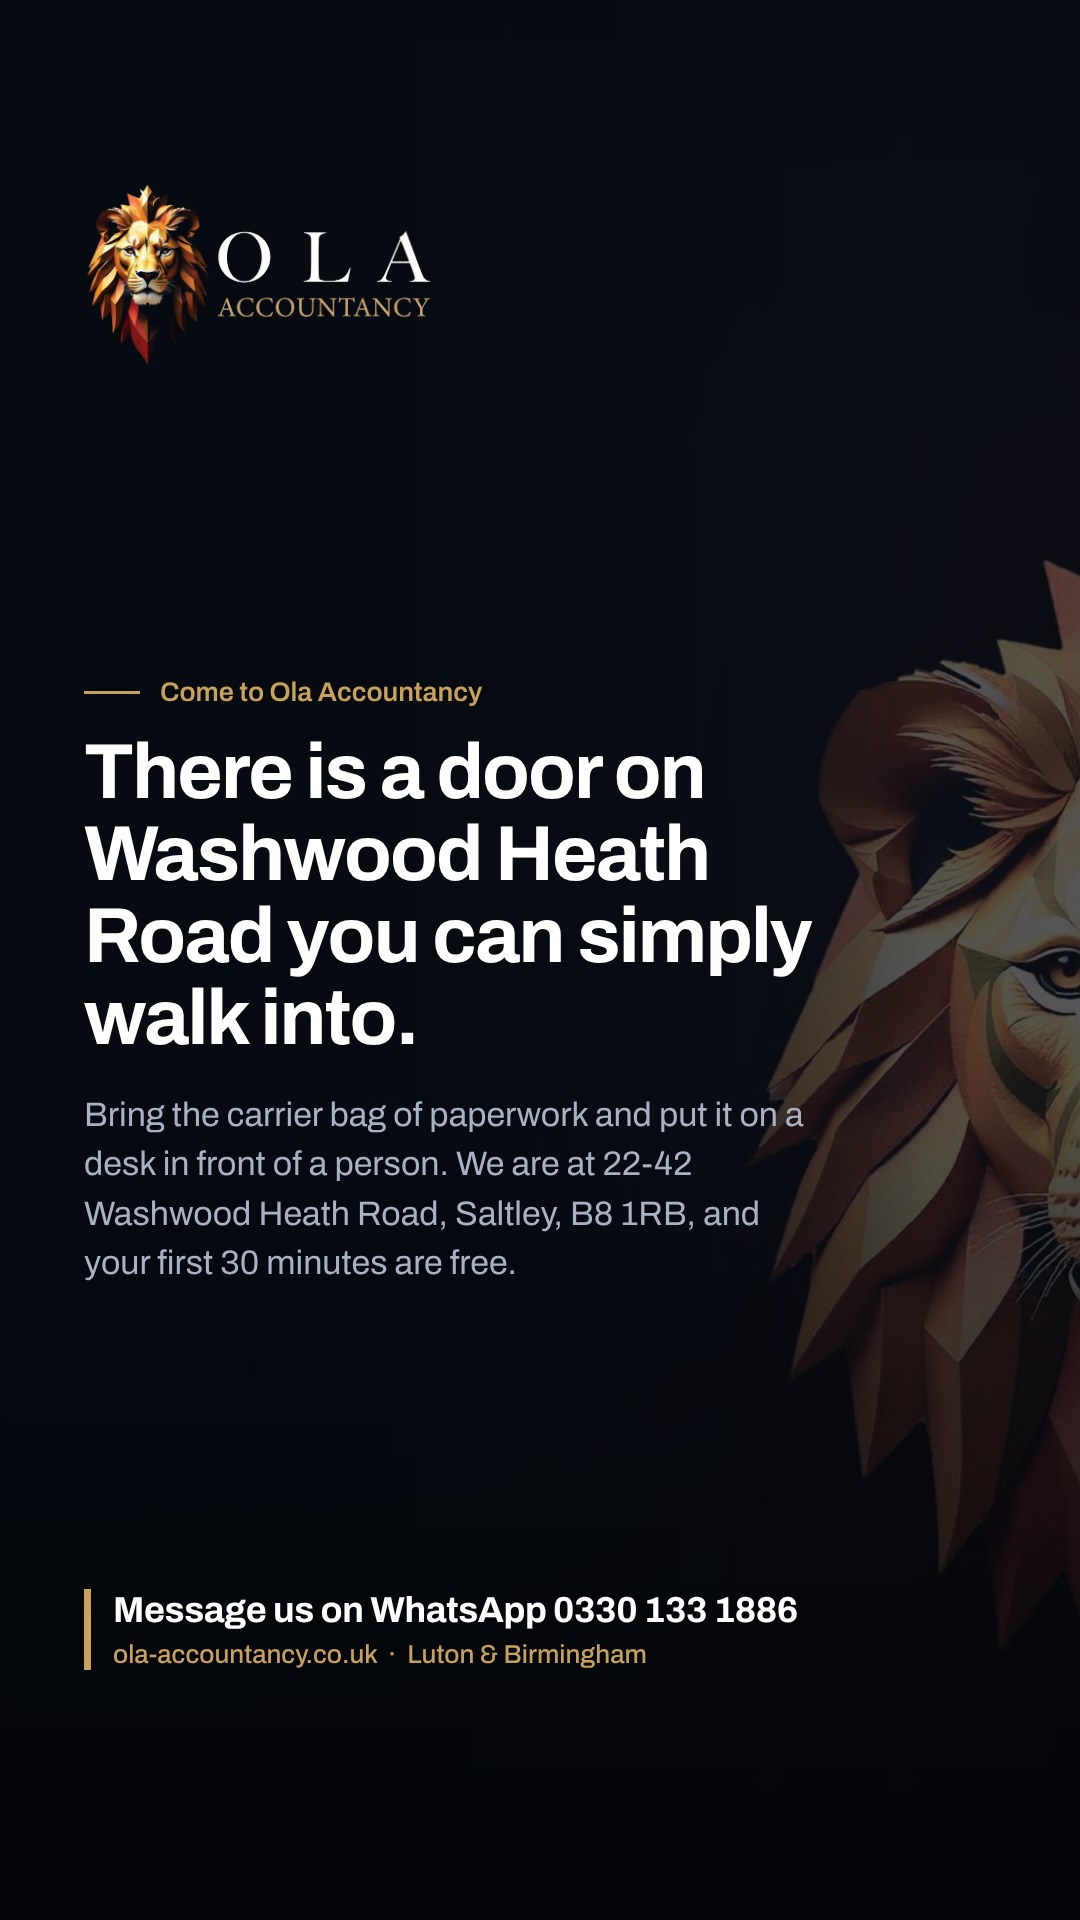 OLA
ACCOUNTANCY
Come to Ola Accountancy
There is a door on
Washwood Heath
Road you can simply
walk into.
Bring the carrier bag of paperwork and put it on a
desk in front of a person. We are at 22-42
Washwood Heath Road, Saltley, B8 1RB, and
your first 30 minutes are free.
Message us on WhatsApp 0330 133 1886
ola-accountancy.co.uk · Luton & Birmingham